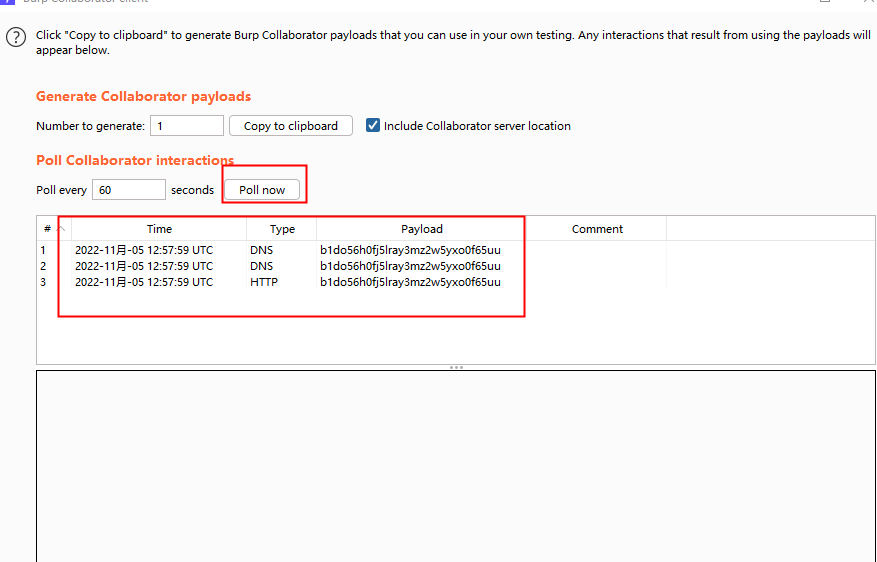 Burp Collaborator client
Click "Copy to clipboard" to generate Burp Collaborator payloads that you can use in your own testing. Any interactions that result from using the payloads will
appear below.
Generate Collaborator payloads
Number to generate: 1 Copy to clipboard Include Collaborator server location
Poll Collaborator interactions
Poll every 60 seconds Poll now
# Time Type Payload Comment
1 2022-11月-05 12:57:59 UTC DNS b1do56h0fj5lray3mz2w5yxo0f65uu
2 2022-11月-05 12:57:59 UTC DNS b1do56h0fj5lray3mz2w5yxo0f65uu
3 2022-11月-05 12:57:59 UTC HTTP b1do56h0fj5lray3mz2w5yxo0f65uu